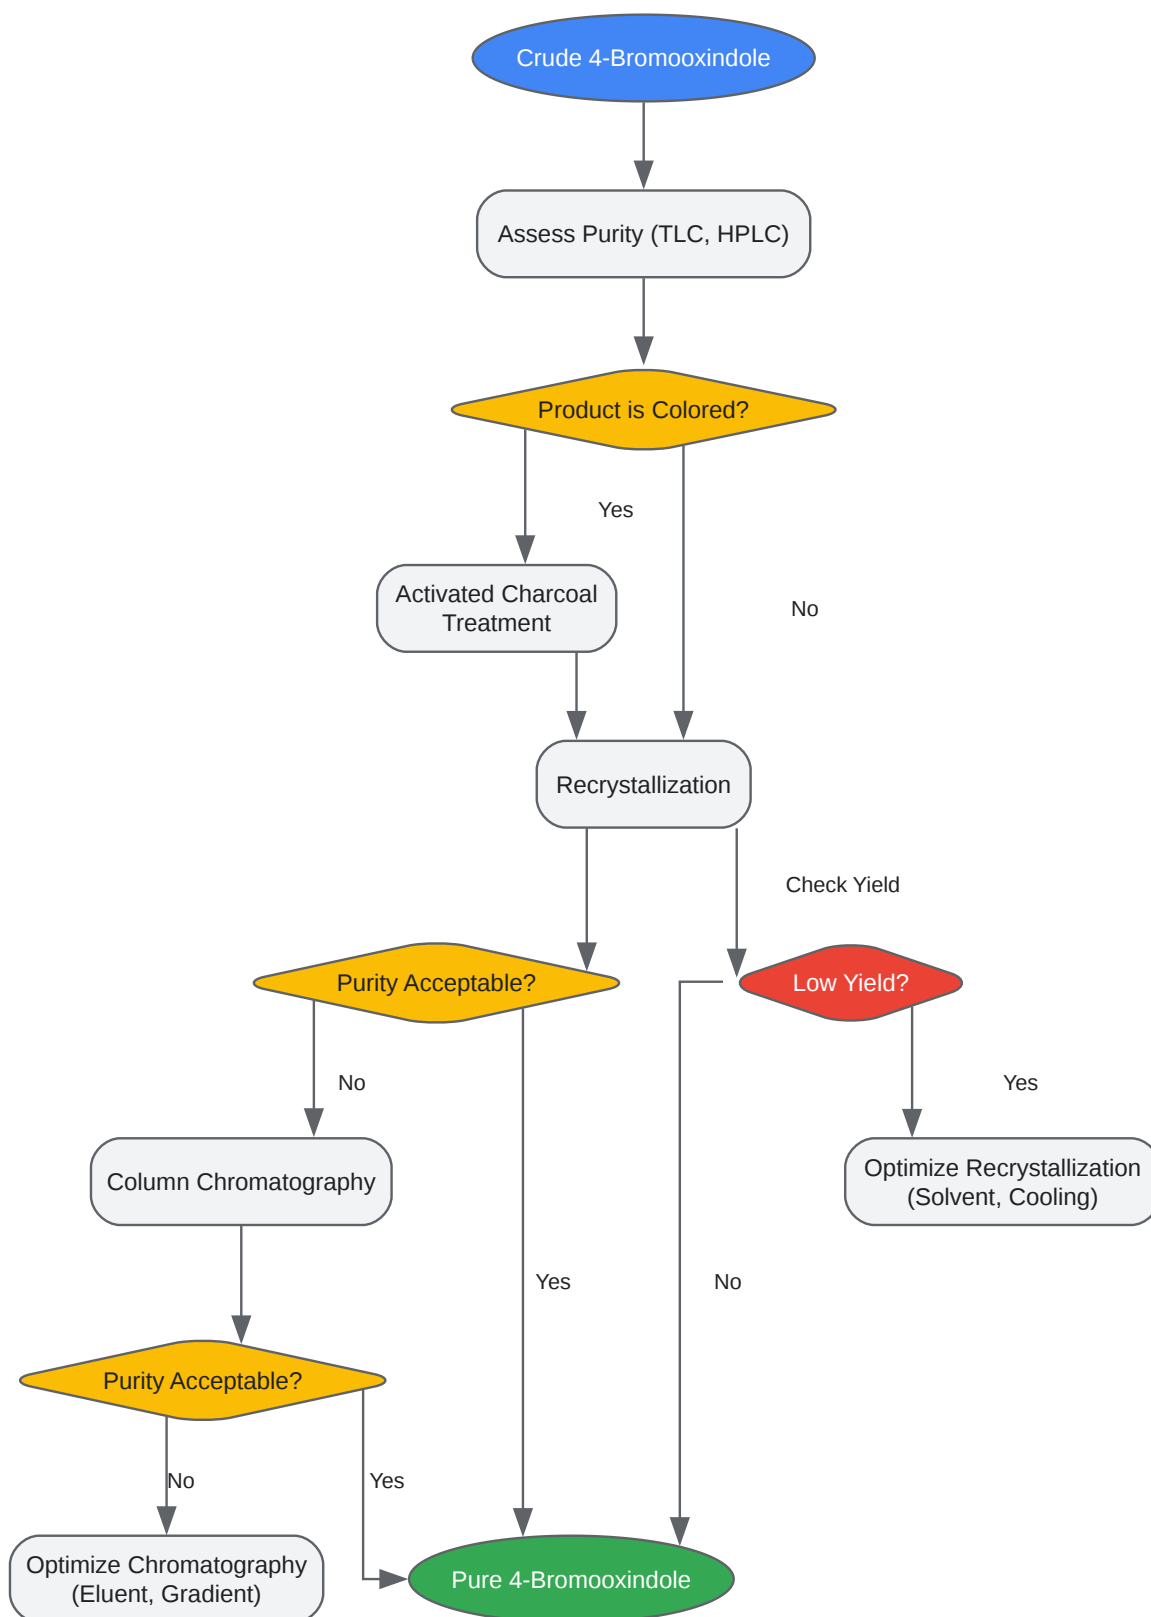 Crude 4-Bromooxindole
Assess Purity (TLC, HPLC)
Product is Colored?
Yes
Activated Charcoal
Treatment
No
Recrystallization
Check Yield
Purity Acceptable?
Low Yield?
No
Yes
Column Chromatography
Optimize Recrystallization
(Solvent, Cooling)
Yes
No
Purity Acceptable?
No
Yes
Optimize Chromatography
(Eluent, Gradient)
Pure 4-Bromooxindole